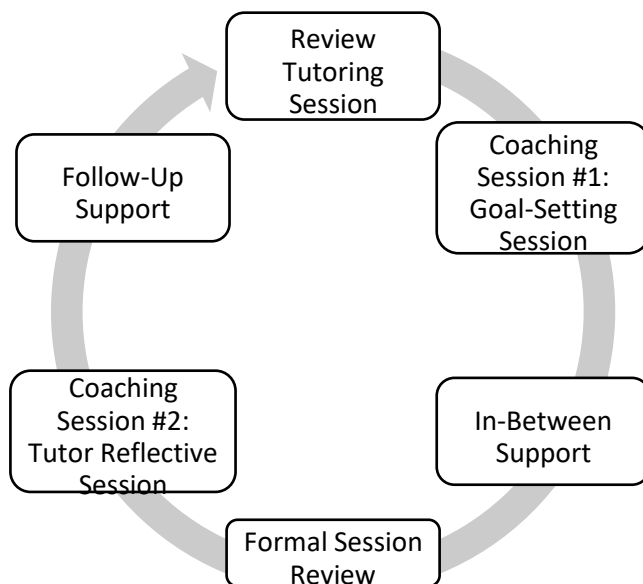 Review
Tutoring
Session
Coaching
Session #1:
Goal-Setting
Session
In-Between
Support
Formal Session
Review
Coaching
Session #2:
Tutor Reflective
Session
Follow-Up
Support